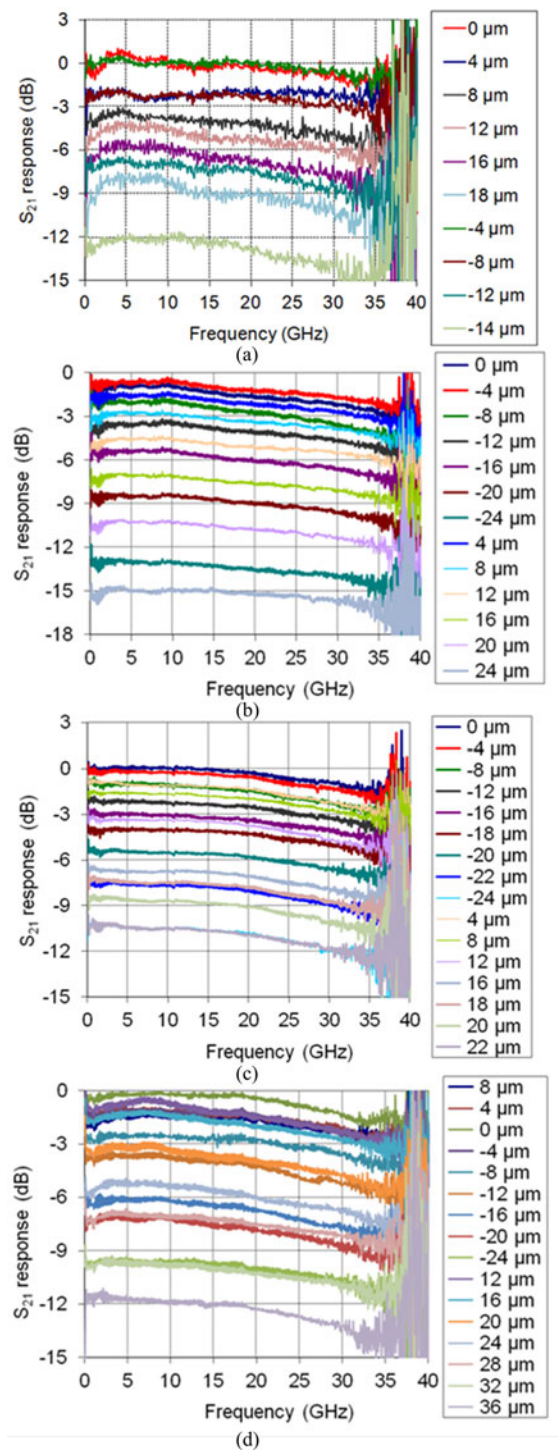 3
0
-3
-6
-9
-12
-15
0 5 10 15 20 25 30 35 40
S21 response (dB)
Frequency (GHz)
0 µm
4 µm
8 µm
12 µm
16 µm
18 µm
-4 µm
-8 µm
-12 µm
-14 µm
(a)
0
-3
-6
-9
-12
-15
-18
0 5 10 15 20 25 30 35 40
S21 response (dB)
Frequency (GHz)
0 µm
-4 µm
-8 µm
-12 µm
-16 µm
-20 µm
-24 µm
4 µm
8 µm
12 µm
16 µm
20 µm
24 µm
(b)
3
0
-3
-6
-9
-12
-15
0 5 10 15 20 25 30 35 40
S21 response (dB)
Frequency (GHz)
0 µm
-4 µm
-8 µm
-12 µm
-16 µm
-18 µm
-20 µm
-22 µm
-24 µm
4 µm
8 µm
12 µm
16 µm
18 µm
20 µm
22 µm
(c)
0
-3
-6
-9
-12
-15
0 5 10 15 20 25 30 35 40
S21 response (dB)
Frequency (GHz)
8 µm
4 µm
0 µm
-4 µm
-8 µm
-12 µm
-16 µm
-20 µm
-24 µm
12 µm
16 µm
20 µm
24 µm
28 µm
32 µm
36 µm
(d)